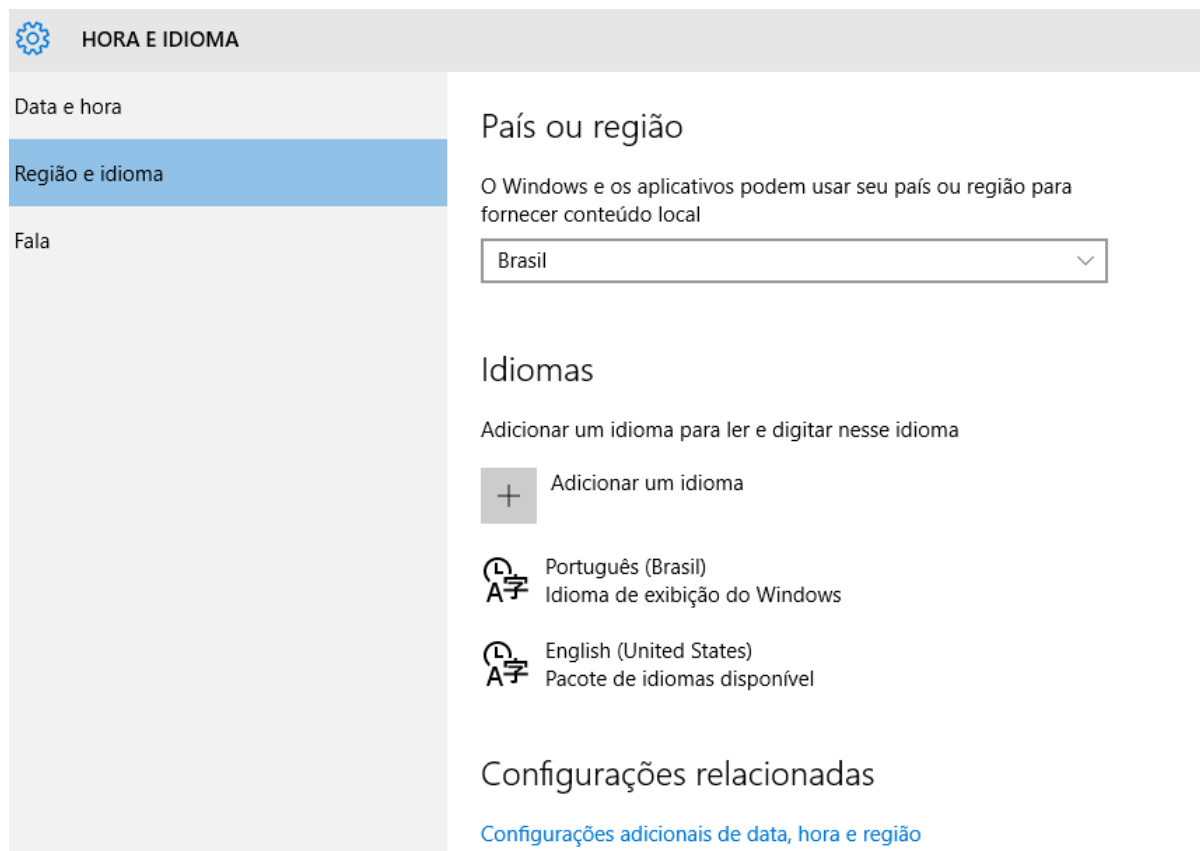 HORA E IDIOMA
Data e hora
Região e idioma
Fala
País ou região
O Windows e os aplicativos podem usar seu país ou região para
fornecer conteúdo local
Brasil
Idiomas
Adicionar um idioma para ler e digitar nesse idioma
Adicionar um idioma
Português (Brasil)
Idioma de exibição do Windows
English (United States)
Pacote de idiomas disponível
Configurações relacionadas
Configurações adicionais de data, hora e região